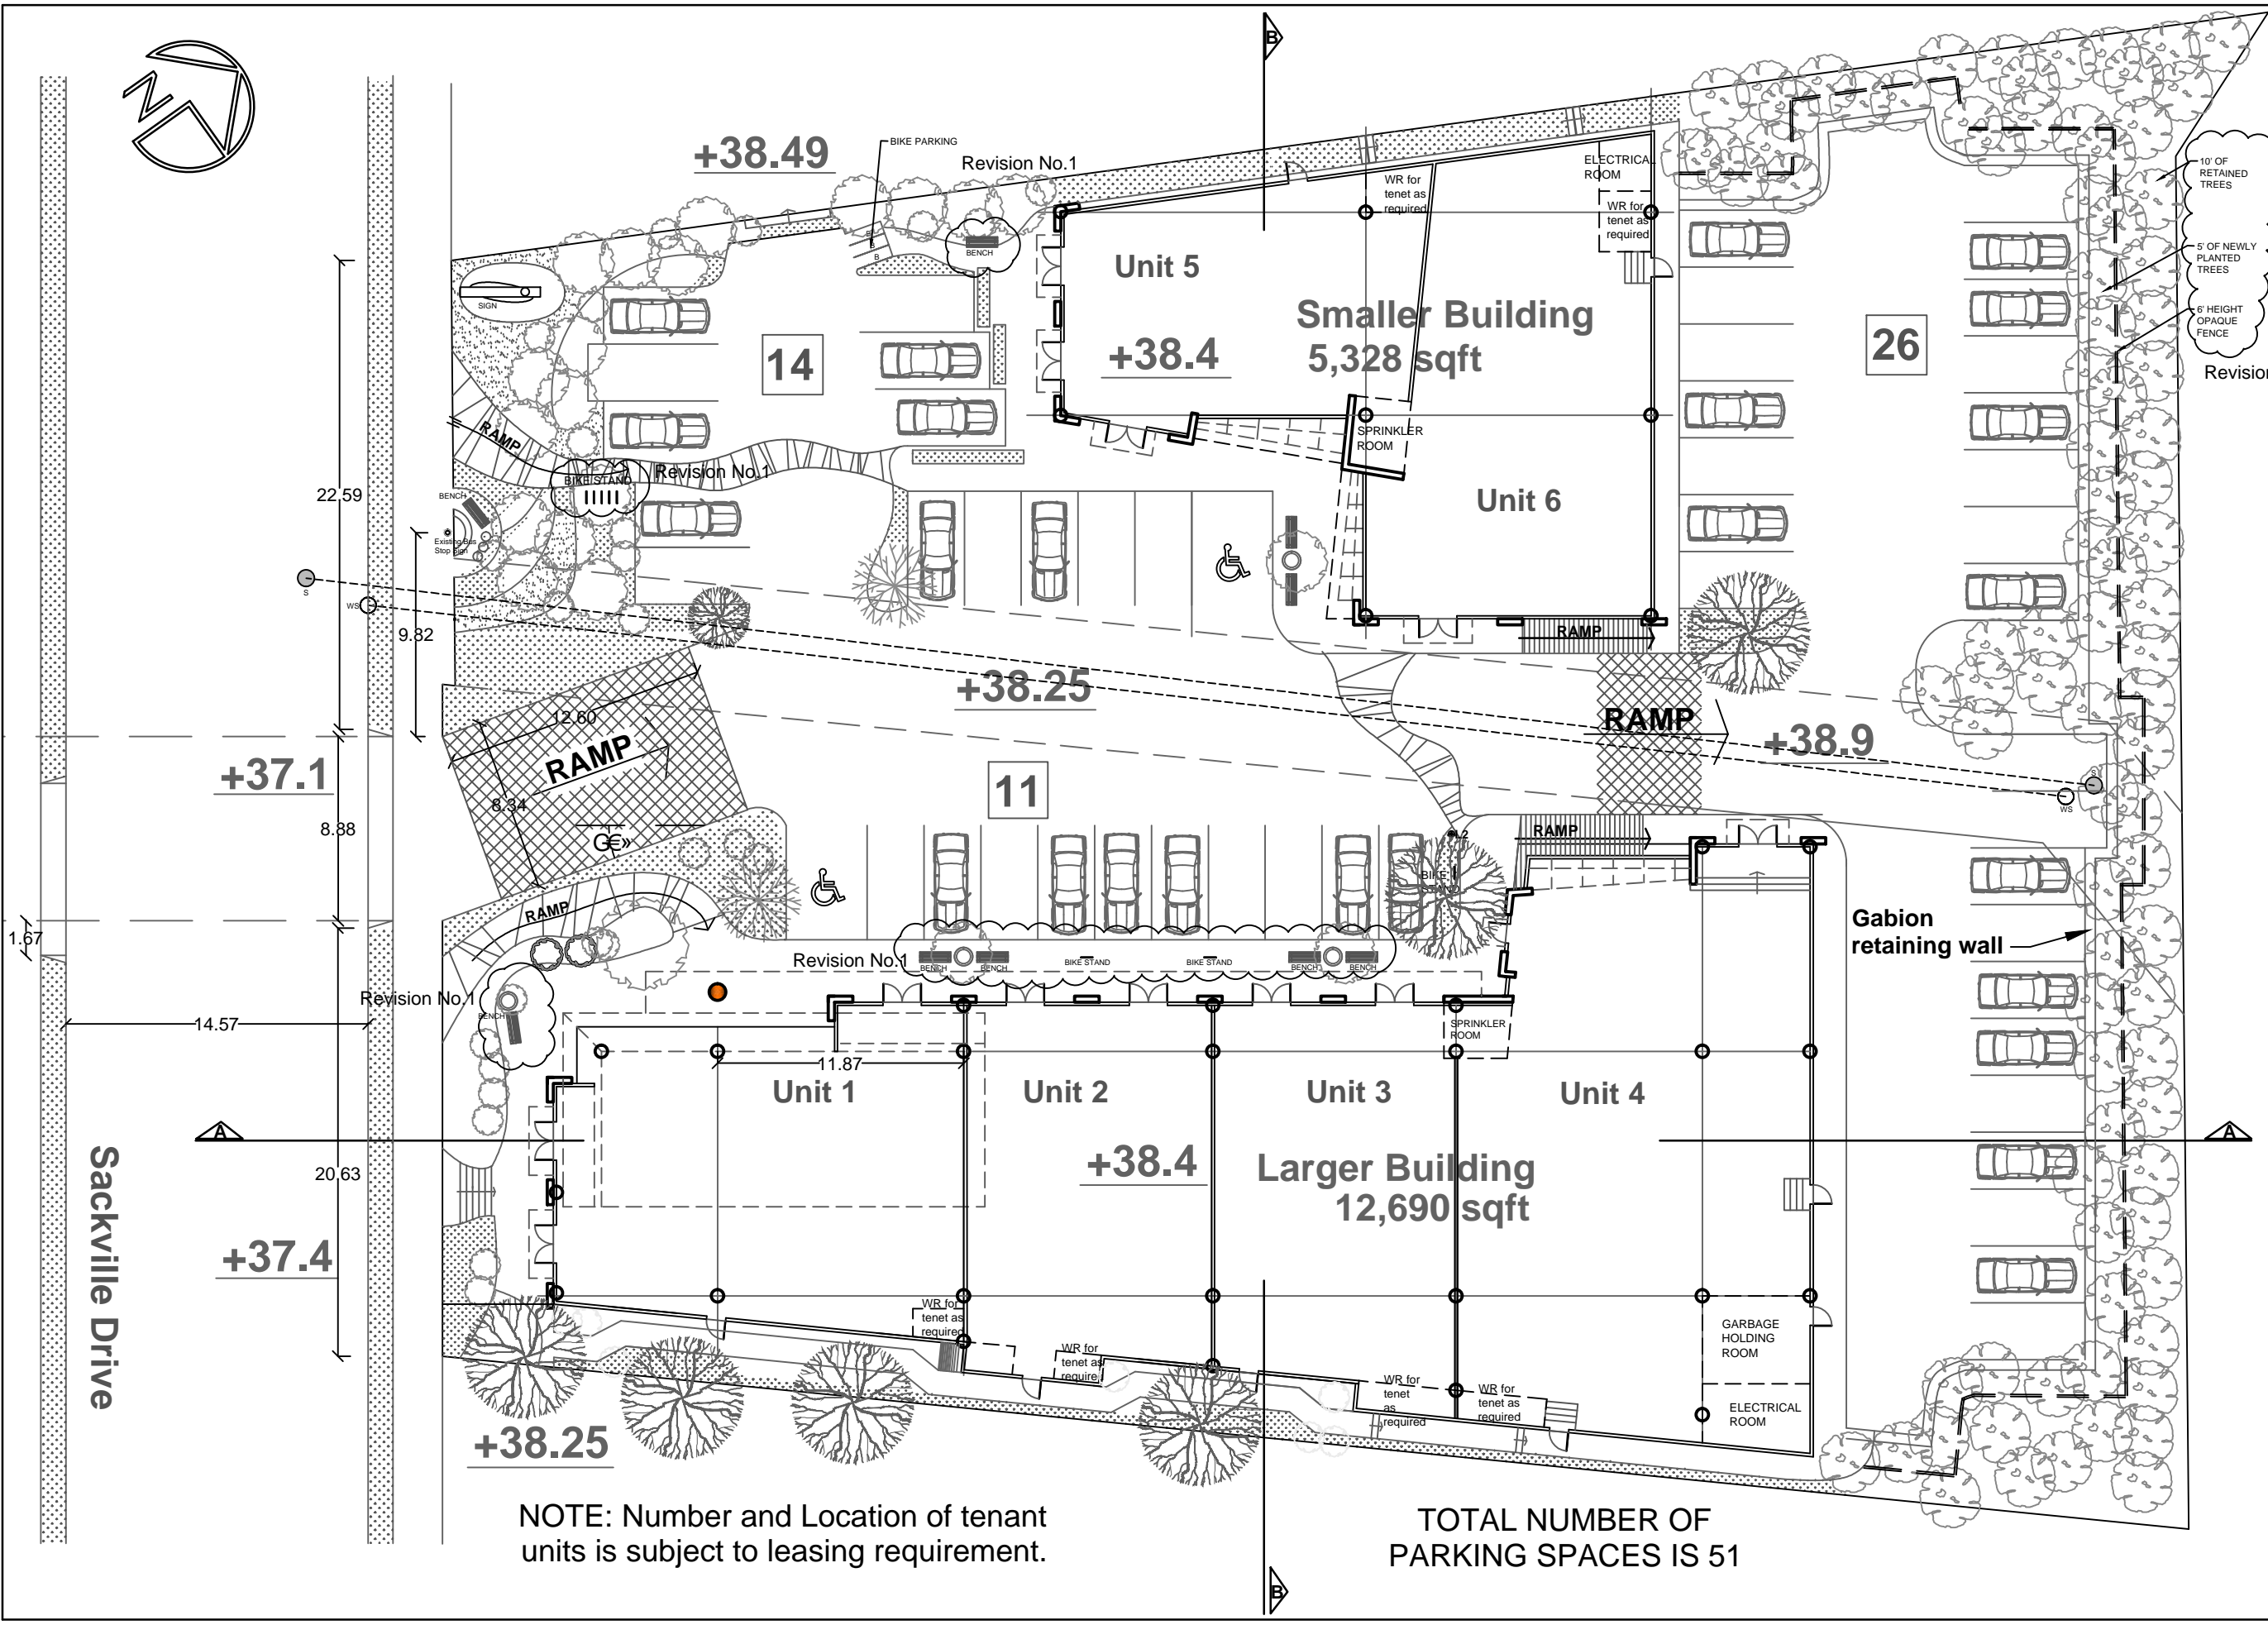 B
+38.49
BIKE PARKING
Revision No.1
BENCH
B
B
SIGN
14
Unit 5
+38.4
WR for
tenet as
required
ELECTRICAL
ROOM
WR for
tenet as
required
Smaller Building
5,328 sqft
SPRINKLER
ROOM
Unit 6
26
10' OF
RETAINED
TREES
5' OF NEWLY
PLANTED
TREES
6' HEIGHT
OPAQUE
FENCE
Revision
RAMP
Revision No.1
BIKE STAND
BENCH
Existing Bus
Stop Sign
22.59
S
WS
9.82
12.60
RAMP
8.34
+37.1
8.88
+38.25
11
RAMP
RAMP
+38.9
S
WS
RAMP
BIKE
STAND
RAMP
Revision No.1
BENCH
BENCH
BIKE STAND
BIKE STAND
BENCH
BENCH
Gabion
retaining wall
1.67
Revision No.1
BENCH
14.57
SPRINKLER
ROOM
11.87
Unit 1
Unit 2
Unit 3
Unit 4
A
A
20.63
Sackville Drive
+37.4
+38.4
Larger Building
12,690 sqft
WR for
tenet as
required
WR for
tenet as
require
WR for
tenet
as
required
WR for
tenet as
required
GARBAGE
HOLDING
ROOM
ELECTRICAL
ROOM
+38.25
NOTE: Number and Location of tenant
units is subject to leasing requirement.
TOTAL NUMBER OF
PARKING SPACES IS 51
B